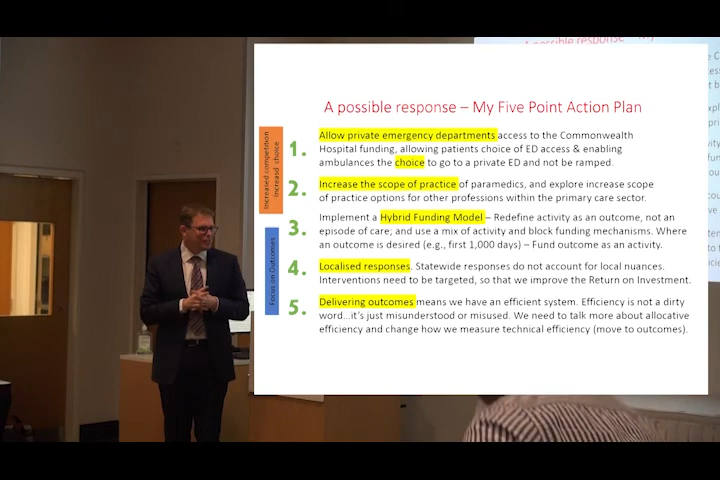 A possible response – My Five Point Action Plan
Increased competition
Increasd choice
1. Allow private emergency departments access to the Commonwealth
Hospital funding, allowing patients choice of ED access & enabling
ambulances the choice to go to a private ED and not be ramped.
2. Increase the scope of practice of paramedics, and explore increase scope
of practice options for other professions within the primary care sector.
Focus on Outcomes
3. Implement a Hybrid Funding Model – Redefine activity as an outcome, not an
episode of care; and use a mix of activity and block funding mechanisms. Where
an outcome is desired (e.g., first 1,000 days) – Fund outcome as an activity.
4. Localised responses. Statewide responses do not account for local nuances.
Interventions need to be targeted, so that we improve the Return on Investment.
5. Delivering outcomes means we have an efficient system. Efficiency is not a dirty
word…it's just misunderstood or misused. We need to talk more about allocative
efficiency and change how we measure technical efficiency (move to outcomes).